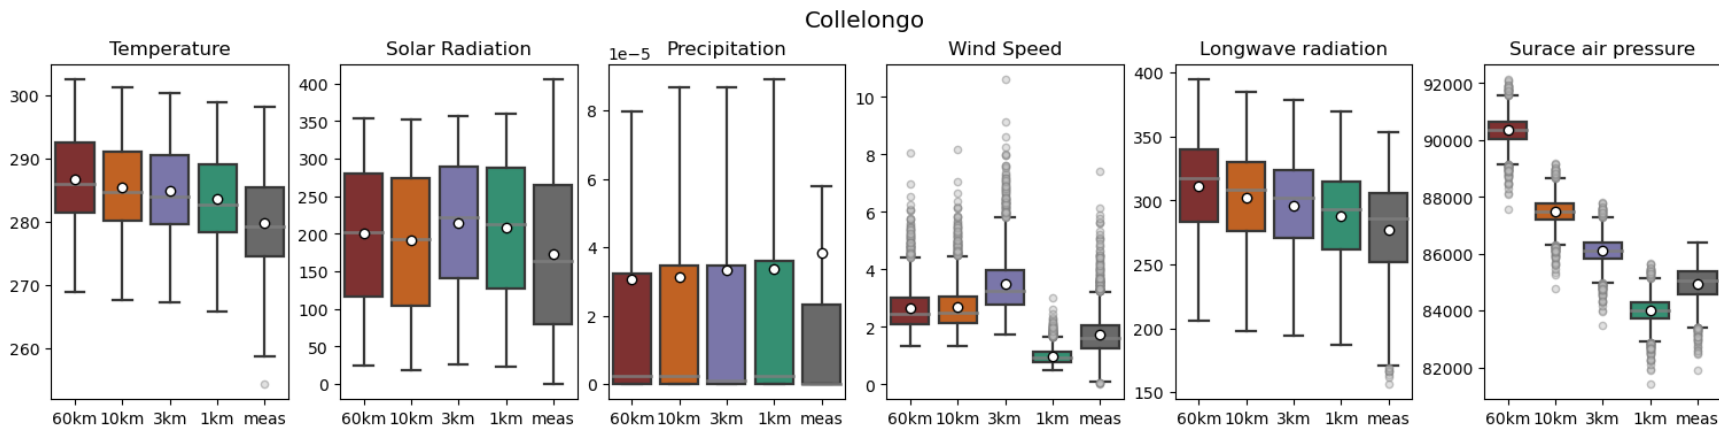 Collelongo
Temperature
Solar Radiation
Precipitation
Wind Speed
Longwave radiation
Surace air pressure
1e−5
300
290
280
270
260
400
350
300
250
200
150
100
50
0
8
6
4
2
0
10
8
6
4
2
0
400
350
300
250
200
150
92000
90000
88000
86000
84000
82000
60km 10km 3km 1km meas
60km 10km 3km 1km meas
60km 10km 3km 1km meas
60km 10km 3km 1km meas
60km 10km 3km 1km meas
60km 10km 3km 1km meas